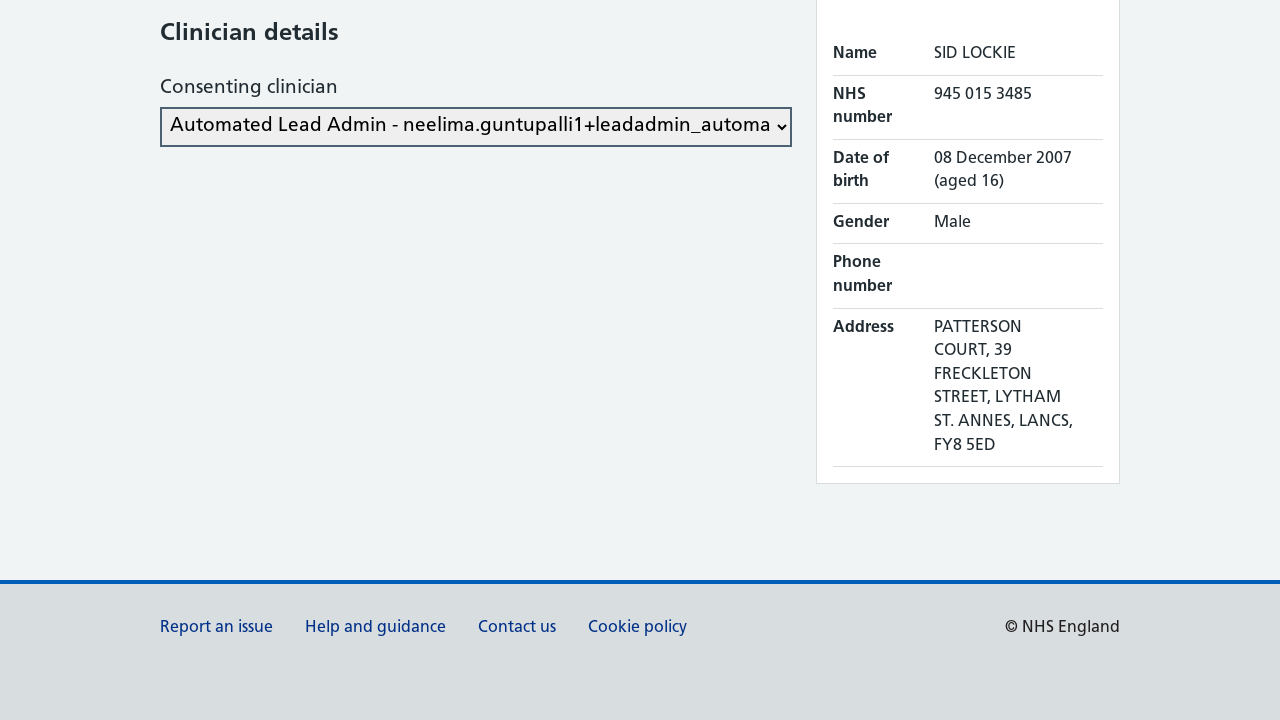 Clinician details
Consenting clinician
Automated Lead Admin - neelima.guntupalli1+leadadmin_automa
Name SID LOCKIE
NHS number 945 015 3485
Date of birth 08 December 2007 (aged 16)
Gender Male
Phone number
Address PATTERSON
COURT, 39
FRECKLETON
STREET, LYTHAM
ST. ANNES, LANCS,
FY8 5ED
Report an issue Help and guidance Contact us Cookie policy © NHS England